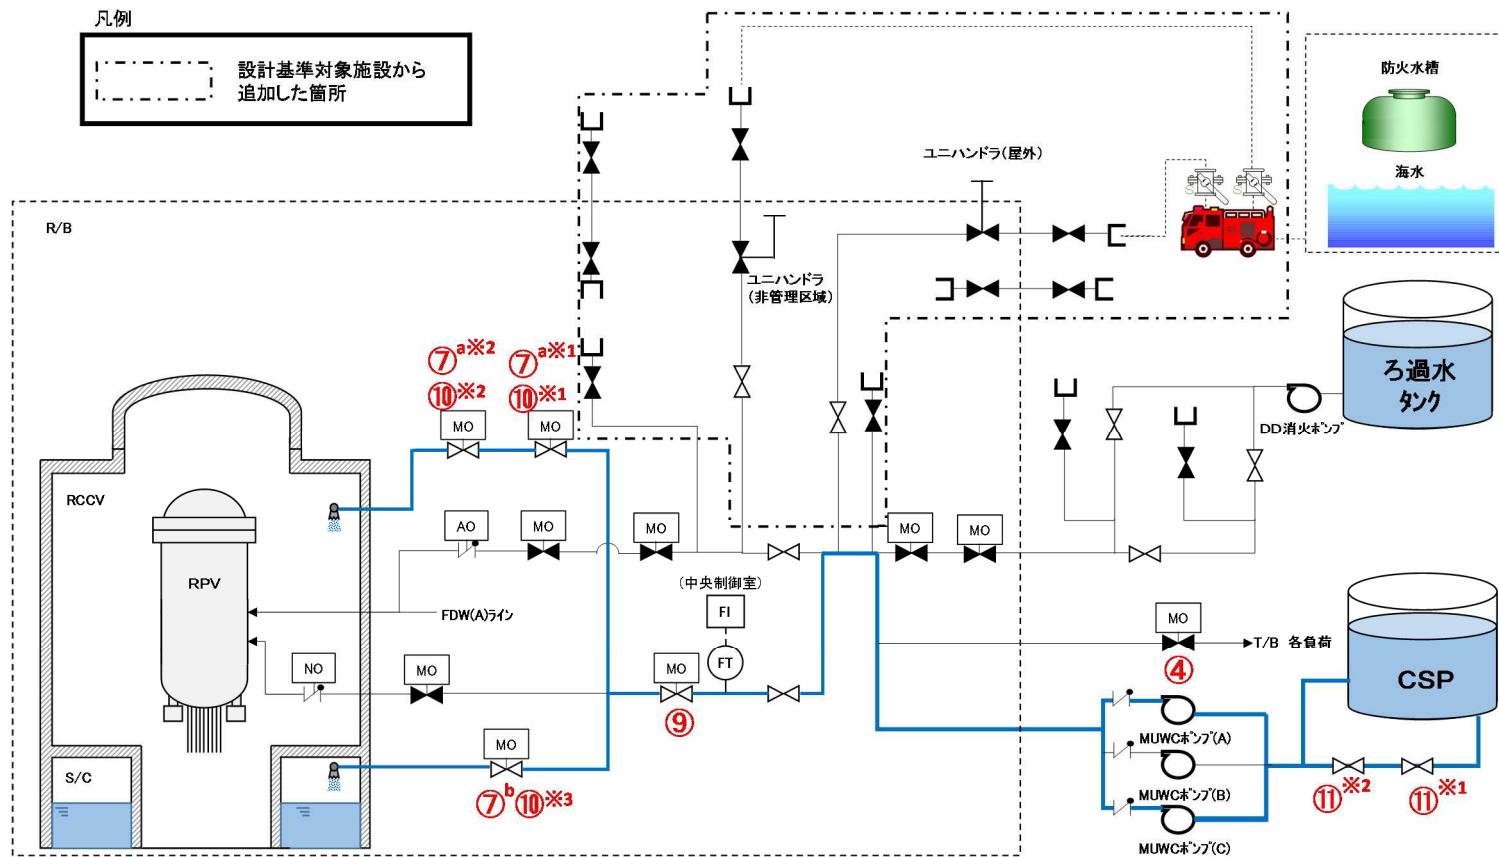 凡例
設計基準対象施設から
追加した箇所
防火水槽
海水
ユニハンドラ(屋外)
R/B
ユニハンドラ
(非管理区域)
ろ過水
タンク
DD消火ポンプ
⑦a※2
⑦a※1
⑩※2
⑩※1
MO
MO
RCCV
AO
MO
MO
MO
MO
RPV
(中央制御室)
FI
FDW(A)ライン
MO
T/B 各負荷
④
FT
NO
MO
MO
⑨
CSP
MUWCポンプ(A)
MO
S/C
MUWCポンプ(B)
⑦b
⑩※3
⑪※2
⑪※1
MUWCポンプ(C)